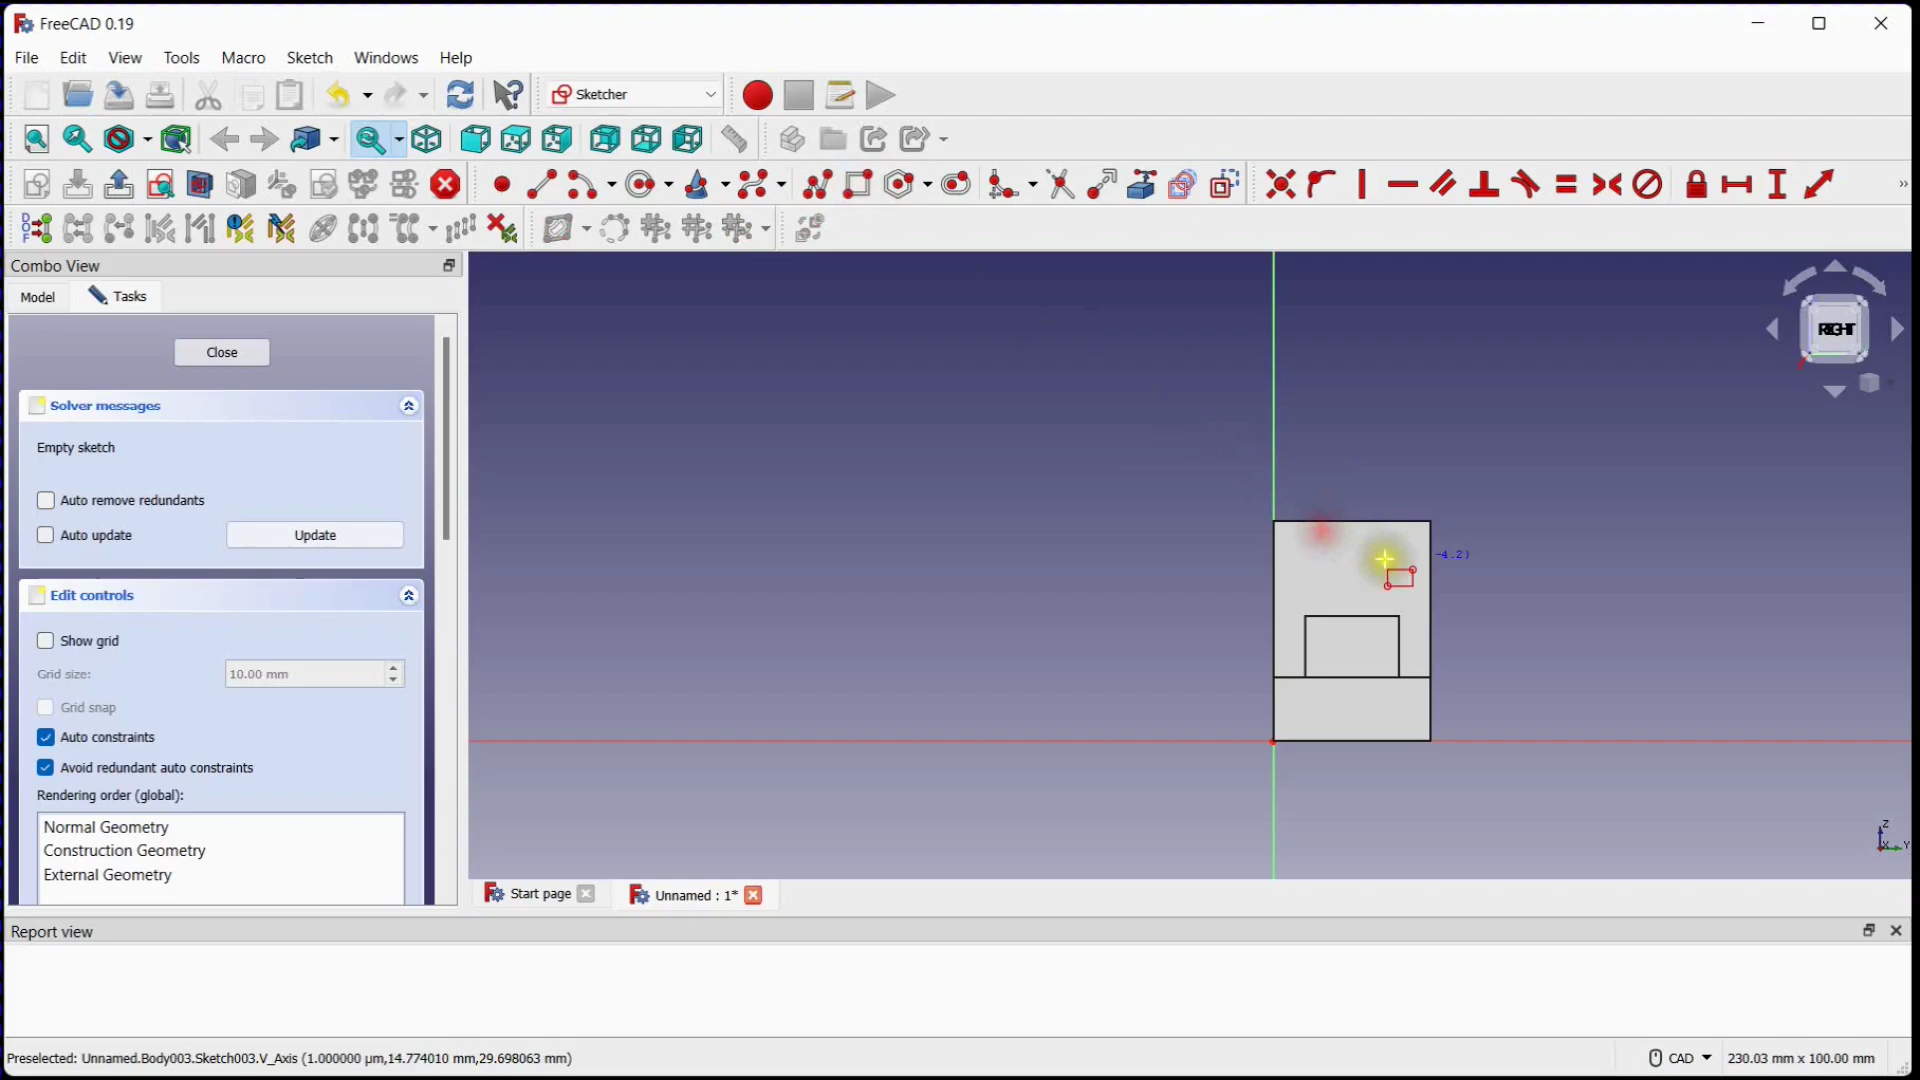 FreeCAD 0.19
File Edit View Tools Macro Sketch Windows Help
Sketcher
Combo View
Model Tasks
Close
Solver messages
Empty sketch
Auto remove redundants
Auto update Update
Edit controls
Show grid
Grid size: 10.00 mm
Grid snap
Auto constraints
Avoid redundant auto constraints
Rendering order (global):
Normal Geometry
Construction Geometry
External Geometry
RIGHT
-4.2)
Z
X Y
Start page Unnamed : 1*
Report view
Preselected: Unnamed.Body003.Sketch003.V_Axis (1.000000 µm,14.774010 mm,29.698063 mm) CAD 230.03 mm x 100.00 mm